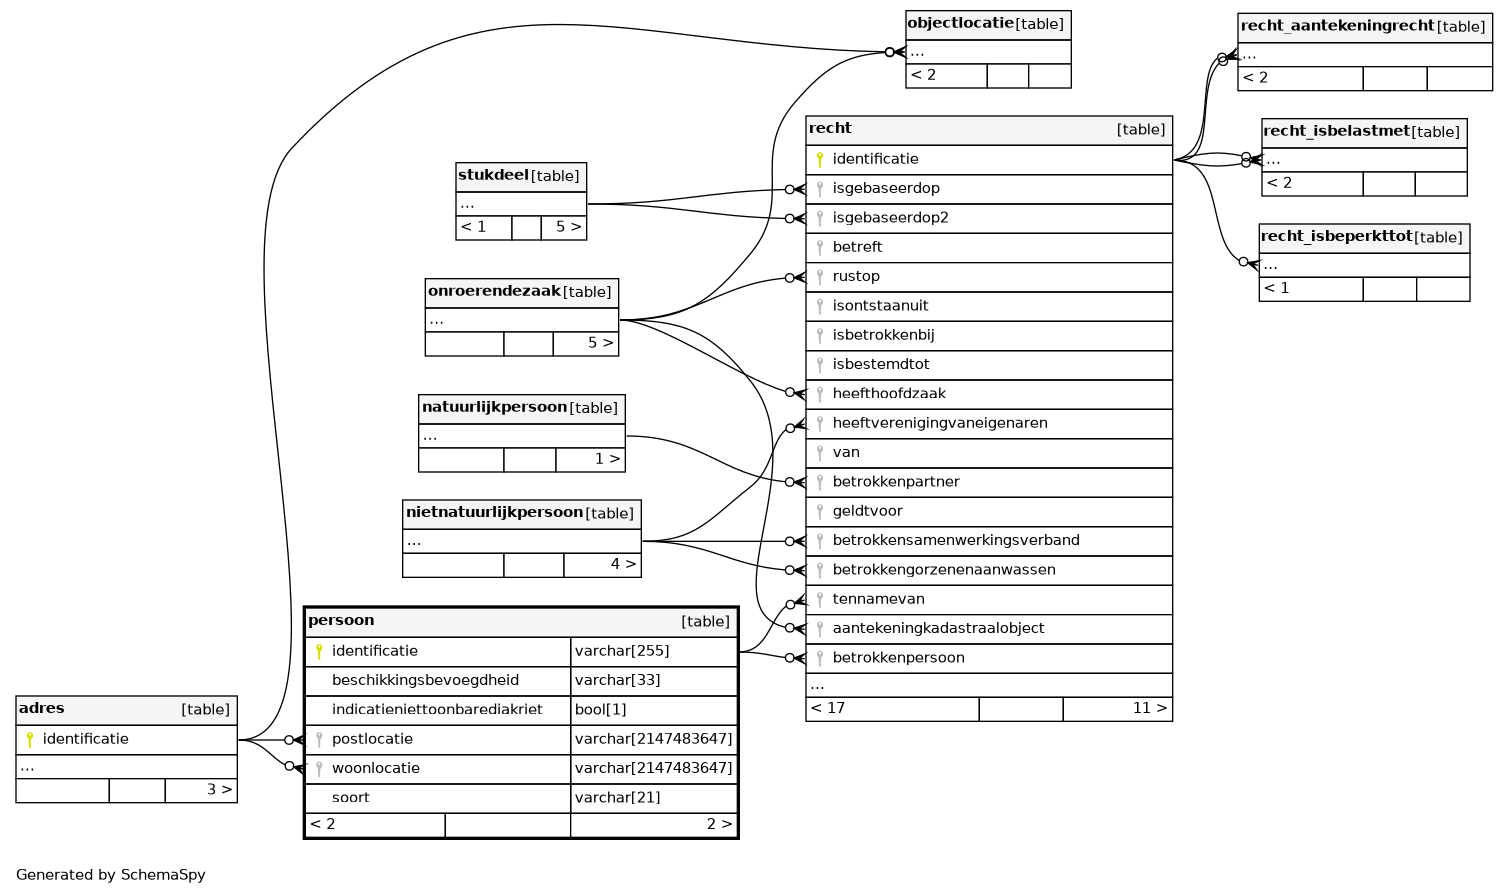 objectlocatie [table]
...
< 2
recht_aantekeningrecht [table]
...
< 2
recht_isbelastmet [table]
...
< 2
recht_isbeperkttot [table]
...
< 1
stukdeel [table]
...
< 1 5 >
onroerendezaak [table]
...
5 >
natuurlijkpersoon [table]
...
1 >
nietnatuurlijkpersoon [table]
...
4 >
recht [table]
identificatie
isgebaseerdop
isgebaseerdop2
betreft
rustop
isontstaanuit
isbetrokkenbij
isbestemdtot
heefthoofdzaak
heeftverenigingvaneigenaren
van
betrokkenpartner
geldtvoor
betrokkensamenwerkingsverband
betrokkengorzenenaanwassen
tennamevan
aantekeningkadastraalobject
betrokkenpersoon
...
< 17 11 >
persoon [table]
identificatie varchar[255]
beschikkingsbevoegdheid varchar[33]
indicatieniettoonbarediakriet bool[1]
postlocatie varchar[2147483647]
woonlocatie varchar[2147483647]
soort varchar[21]
< 2 2 >
adres [table]
identificatie
...
3 >
Generated by SchemaSpy